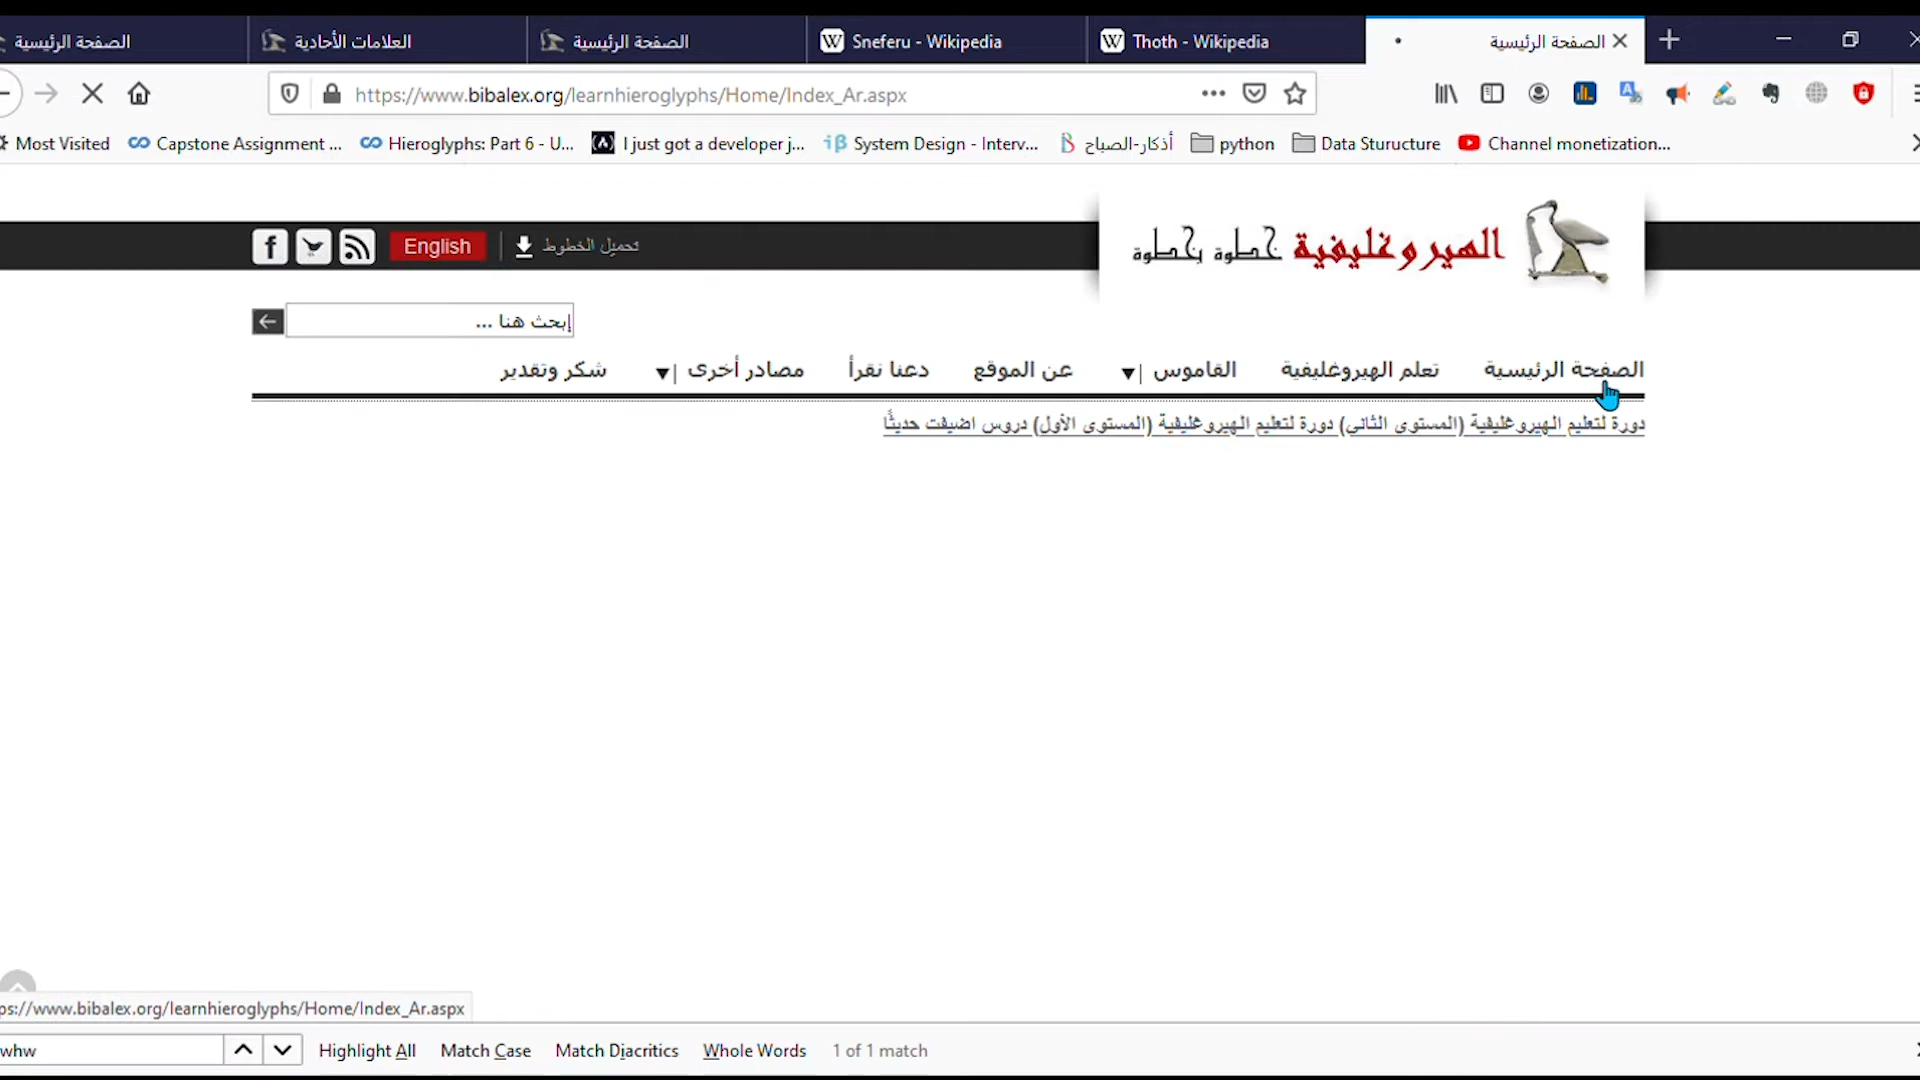 الصفحة الرئيسية
العلامات الأحادية
الصفحة الرئيسية
Sneferu - Wikipedia
Thoth - Wikipedia
الصفحة الرئيسية
https://www.bibalex.org/learnhieroglyphs/Home/Index_Ar.aspx
Most Visited
Capstone Assignment ...
Hieroglyphs: Part 6 - U...
I just got a developer j...
System Design - Interv...
أذكار-الصباح
python
Data Sturucture
Channel monetization...
الهيروغليفية خطوة بخطوة
English
تحميل الخطوط
إبحث هنا ...
الصفحة الرئيسية
تعلم الهيروغليفية
القاموس
عن الموقع
دعنا نقرأ
مصادر أخرى
شكر وتقدير
دورة لتعليم الهيروغليفية (المستوى الثاني) دورة لتعليم الهيروغليفية (المستوى الأول) دروس اضيفت حديثًا
ps://www.bibalex.org/learnhieroglyphs/Home/Index_Ar.aspx
whw
Highlight All
Match Case
Match Diacritics
Whole Words
1 of 1 match